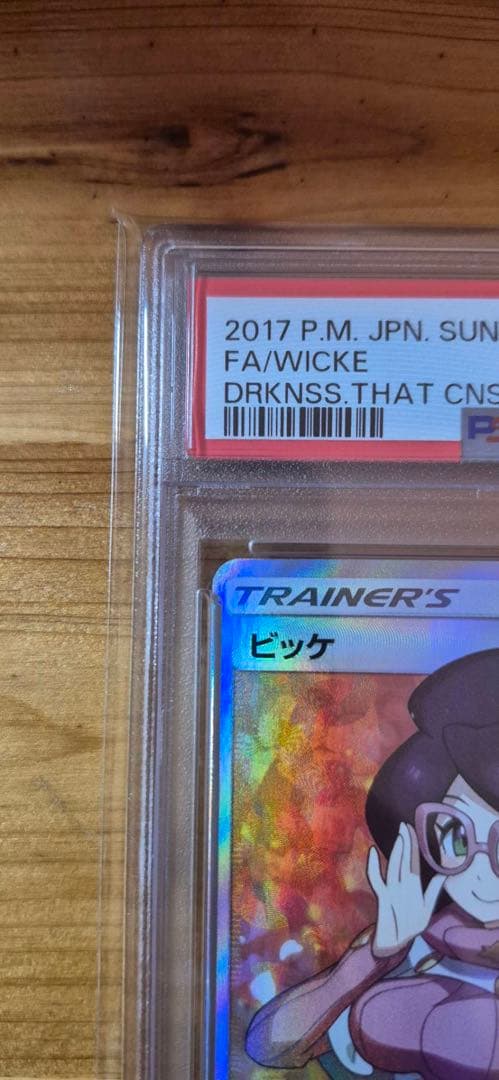 2017 P.M. JPN. SUN
FA/WICKE
DRKNSS.THAT CNS
TRAINER'S
ビッケ